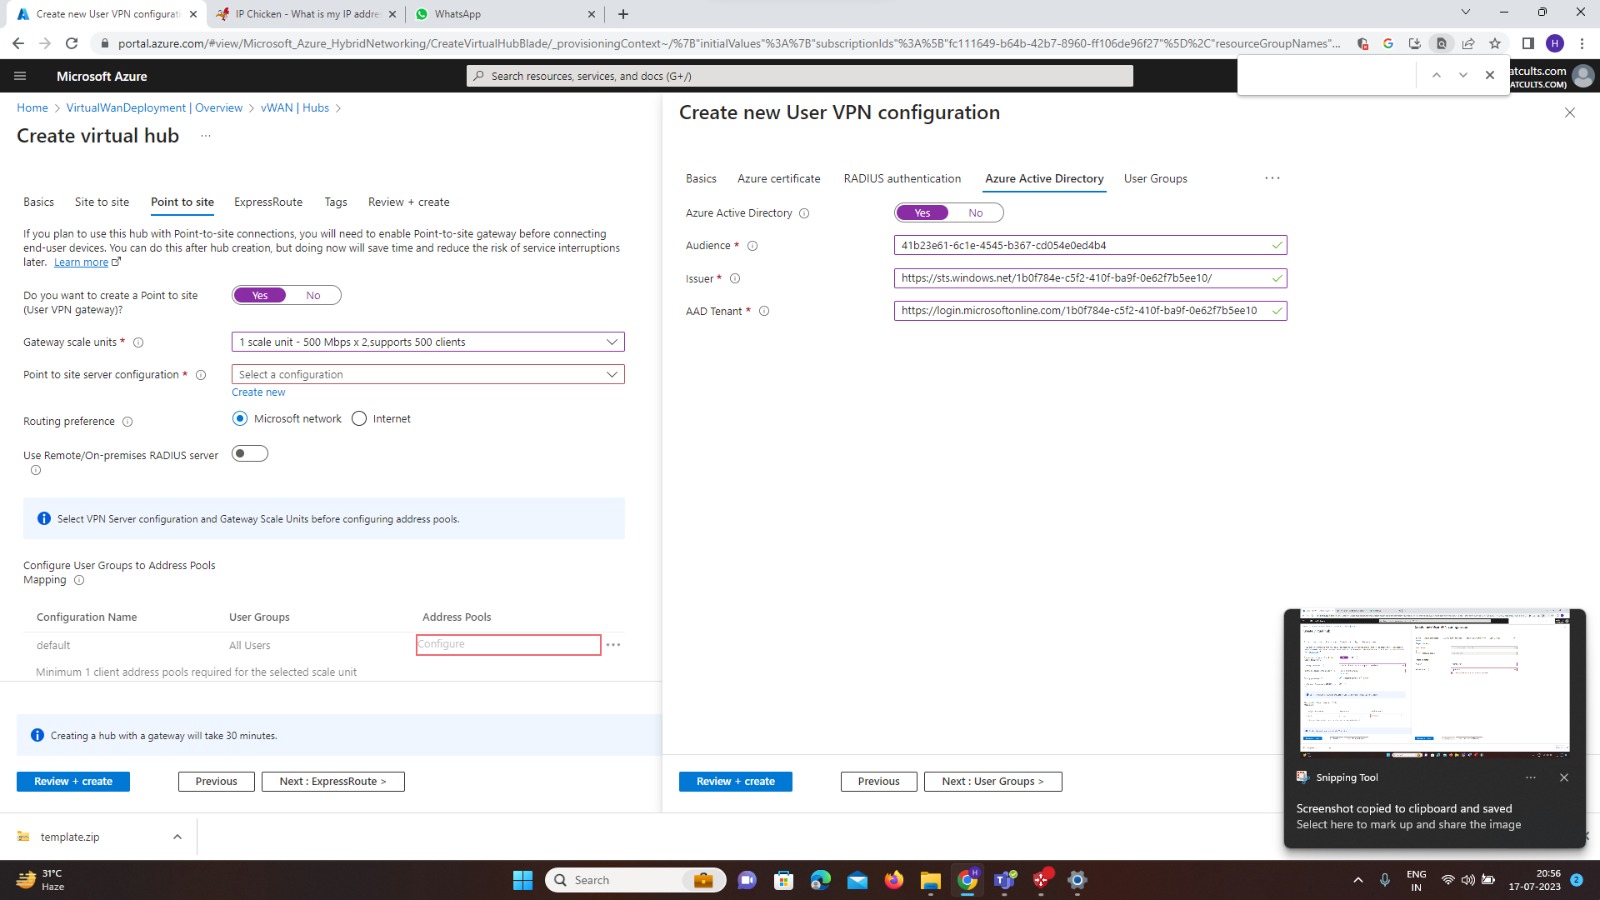 Create new User VPN configurati
IP Chicken - What is my IP addre
WhatsApp
portal.azure.com/#view/Microsoft_Azure_HybridNetworking/CreateVirtualHubBlade/_provisioningContext~/%7B"initialValues"%3A%7B"subscriptionIds"%3A%5B"fc111649-b64b-42b7-8960-ff106de96f27"%5D%2C"resourceGroupNames"...
H
Microsoft Azure
Search resources, services, and docs (G+/)
atcults.com
ATCULTS.COM)
Home > VirtualWanDeployment | Overview > vWAN | Hubs >
Create virtual hub ...
Basics Site to site Point to site ExpressRoute Tags Review + create
If you plan to use this hub with Point-to-site connections, you will need to enable Point-to-site gateway before connecting
end-user devices. You can do this after hub creation, but doing now will save time and reduce the risk of service interruptions
later. Learn more
Do you want to create a Point to site
(User VPN gateway)?
Yes No
Gateway scale units *
1 scale unit - 500 Mbps x 2,supports 500 clients
Point to site server configuration *
Select a configuration
Create new
Routing preference
Microsoft network Internet
Use Remote/On-premises RADIUS server
Select VPN Server configuration and Gateway Scale Units before configuring address pools.
Configure User Groups to Address Pools
Mapping
Configuration Name User Groups Address Pools
default All Users Configure ...
Minimum 1 client address pools required for the selected scale unit
Creating a hub with a gateway will take 30 minutes.
Review + create Previous Next : ExpressRoute >
Create new User VPN configuration
Basics Azure certificate RADIUS authentication Azure Active Directory User Groups ...
Azure Active Directory
Yes No
Audience *
41b23e61-6c1e-4545-b367-cd054e0ed4b4
Issuer *
https://sts.windows.net/1b0f784e-c5f2-410f-ba9f-0e62f7b5ee10/
AAD Tenant *
https://login.microsoftonline.com/1b0f784e-c5f2-410f-ba9f-0e62f7b5ee10
Review + create Previous Next : User Groups >
Snipping Tool ...
Screenshot copied to clipboard and saved
Select here to mark up and share the image
template.zip
31°C
Haze
Search
ENG
IN
20:56
17-07-2023
2